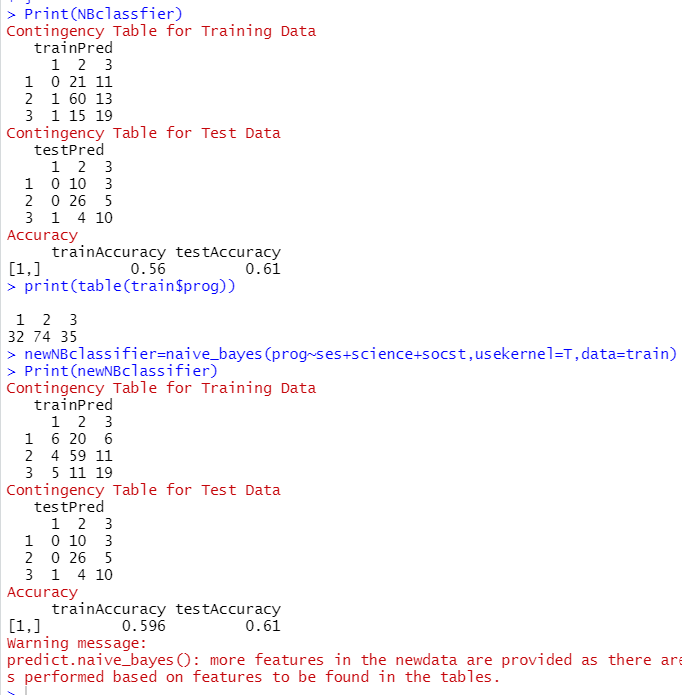 > Print(NBclassfier)
Contingency Table for Training Data
trainPred
1 2 3
1 0 21 11
2 1 60 13
3 1 15 19
Contingency Table for Test Data
testPred
1 2 3
1 0 10 3
2 0 26 5
3 1 4 10
Accuracy
trainAccuracy testAccuracy
[1,] 0.56 0.61
> print(table(train$prog))
1 2 3
32 74 35
> newNBclassifier=naive_bayes(prog~ses+science+socst,usekernel=T,data=train)
> Print(newNBclassifier)
Contingency Table for Training Data
trainPred
1 2 3
1 6 20 6
2 4 59 11
3 5 11 19
Contingency Table for Test Data
testPred
1 2 3
1 0 10 3
2 0 26 5
3 1 4 10
Accuracy
trainAccuracy testAccuracy
[1,] 0.596 0.61
Warning message:
predict.naive_bayes(): more features in the newdata are provided as there are
s performed based on features to be found in the tables.
>